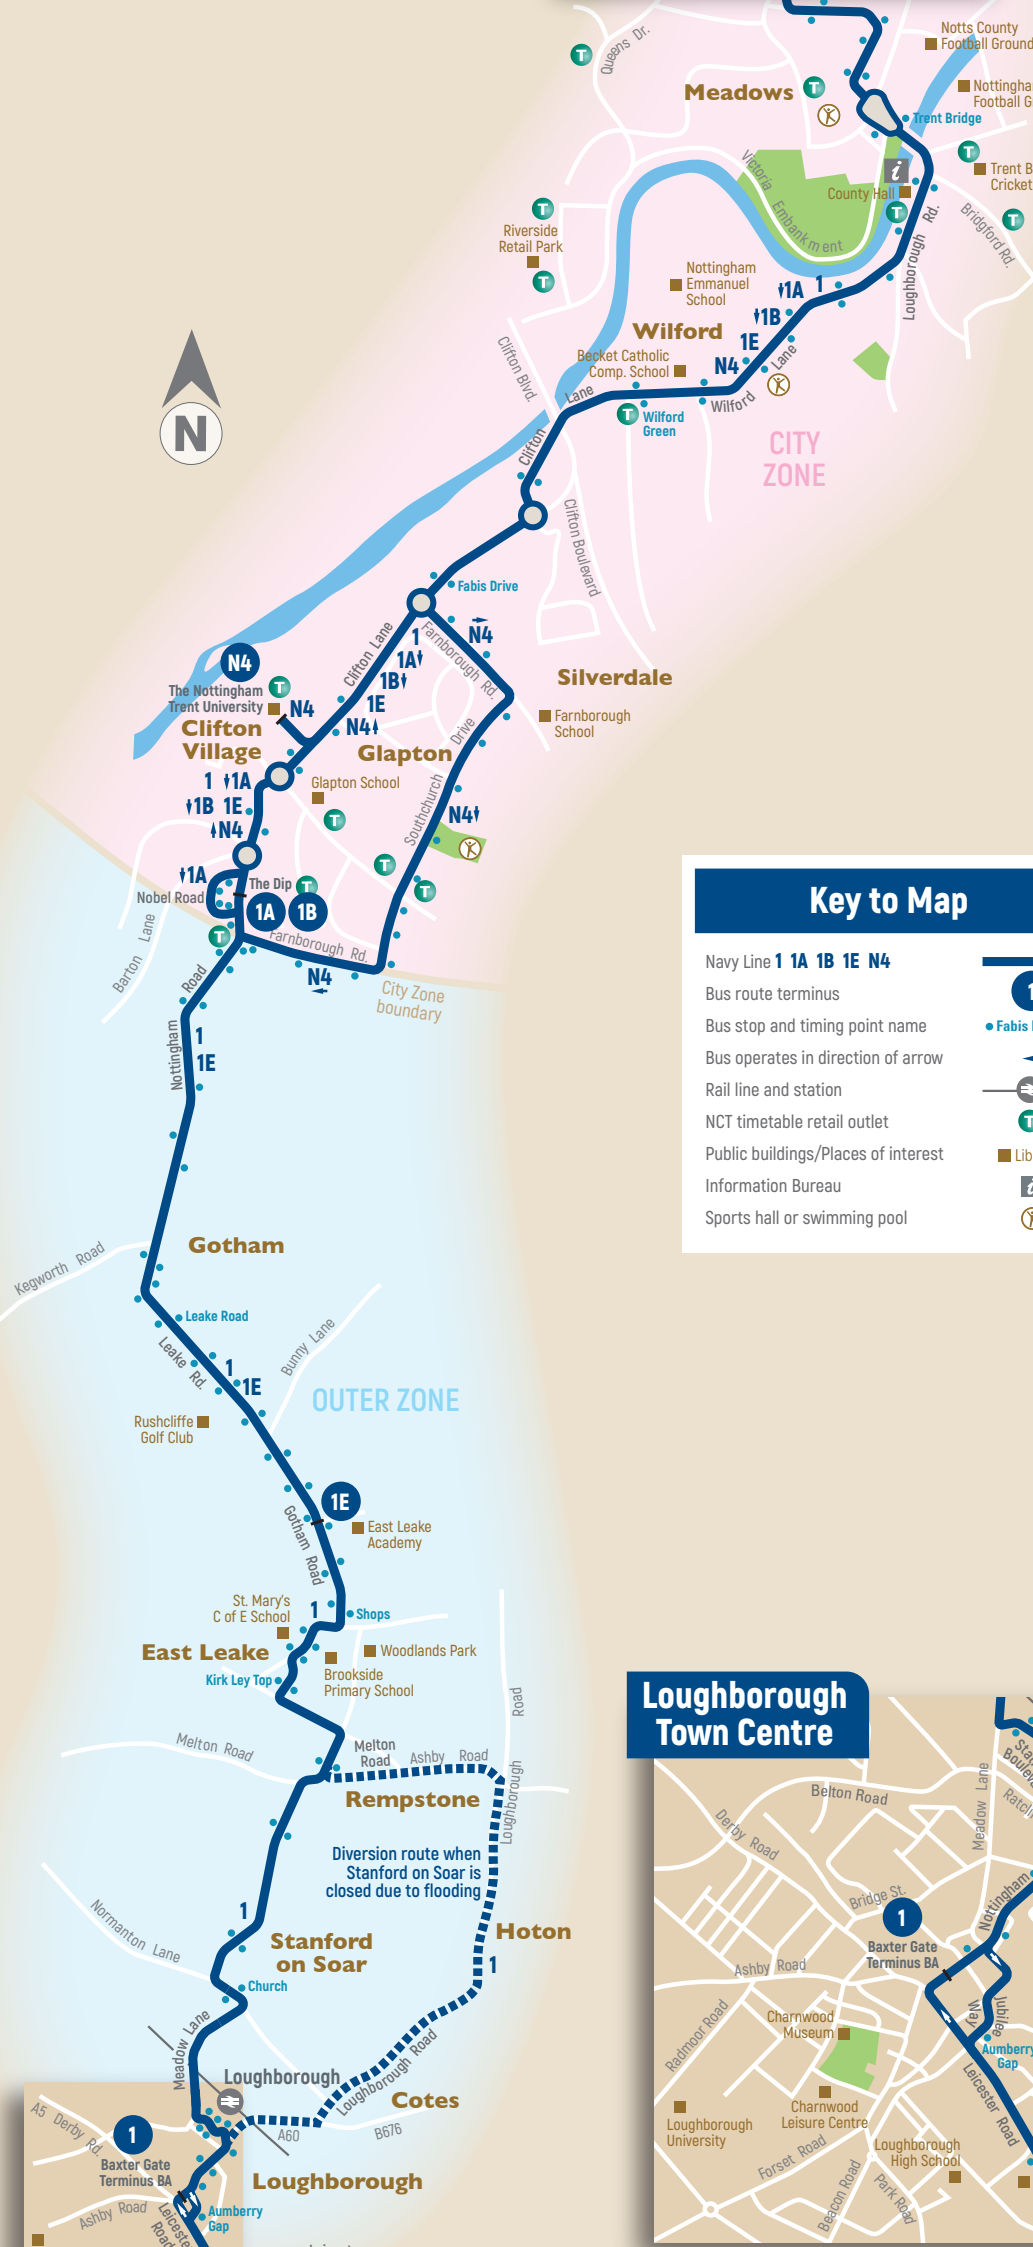 Notts County
Football Ground
Queens Dr.
Meadows
T
Football G
Trent Bridge
Victoria Embankment
i
County Hall
Trent B
Cricket
Bridgford Rd.
Riverside
Retail Park
Loughborough Rd.
Nottingham
Emmanuel
School
1A 1
1B
1E
N4
Wilford
Becket Catholic
Comp. School
Clifton Blvd.
Wilford Lane
Wilford
Green
Clifton Lane
CITY
ZONE
N
Clifton Boulevard
Fabis Drive
Clifton Lane
1
1A
1B
1E
N4
Farnborough Rd.
N4
Silverdale
Farnborough
School
N4
The Nottingham
Trent University
N4
Clifton
Village
Glapton
Southchurch Drive
Glapton School
1 1A
1B 1E
N4
N4
1A
Nobel Road
The Dip
1A 1B
Barton Lane
Farnborough Rd.
N4
City Zone
boundary
Nottingham Road
1
1E
Key to Map
Navy Line 1 1A 1B 1E N4
Bus route terminus
1
Bus stop and timing point name
Fabis
Bus operates in direction of arrow
Rail line and station
NCT timetable retail outlet
T
Public buildings/Places of interest
Lib
Information Bureau
i
Sports hall or swimming pool
Gotham
Kegworth Road
Leake Road
Leake Rd.
1
1E
Bunny Lane
OUTER ZONE
Rushcliffe
Golf Club
1E
East Leake
Academy
Gotham Road
St. Mary's
C of E School
1
Shops
East Leake
Woodlands Park
Brookside
Primary School
Kirk Ley Top
Melton Road
Melton
Road
Ashby Road
Loughborough Road
Rempstone
Diversion route when
Stanford on Soar is
closed due to flooding
1
Normanton Lane
Stanford
on Soar
Hoton
1
Church
Meadow Lane
Loughborough
Loughborough Road
Cotes
A60
B676
A5 Derby Rd.
1
Baxter Gate
Terminus BA
Loughborough
Ashby Road
Leicester
Road
Aumberry
Gap
Loughborough
Town Centre
Belton Road
Meadow Lane
Derby Road
Bridge St.
Nottingham
1
Baxter Gate
Terminus BA
Ashby Road
Jubilee
Way
Radmoor Road
Charnwood
Museum
Aumberry
Gap
Leicester Road
Charnwood
Leisure Centre
Loughborough
University
Forset Road
Loughborough
High School
Beacon Road
Park Road